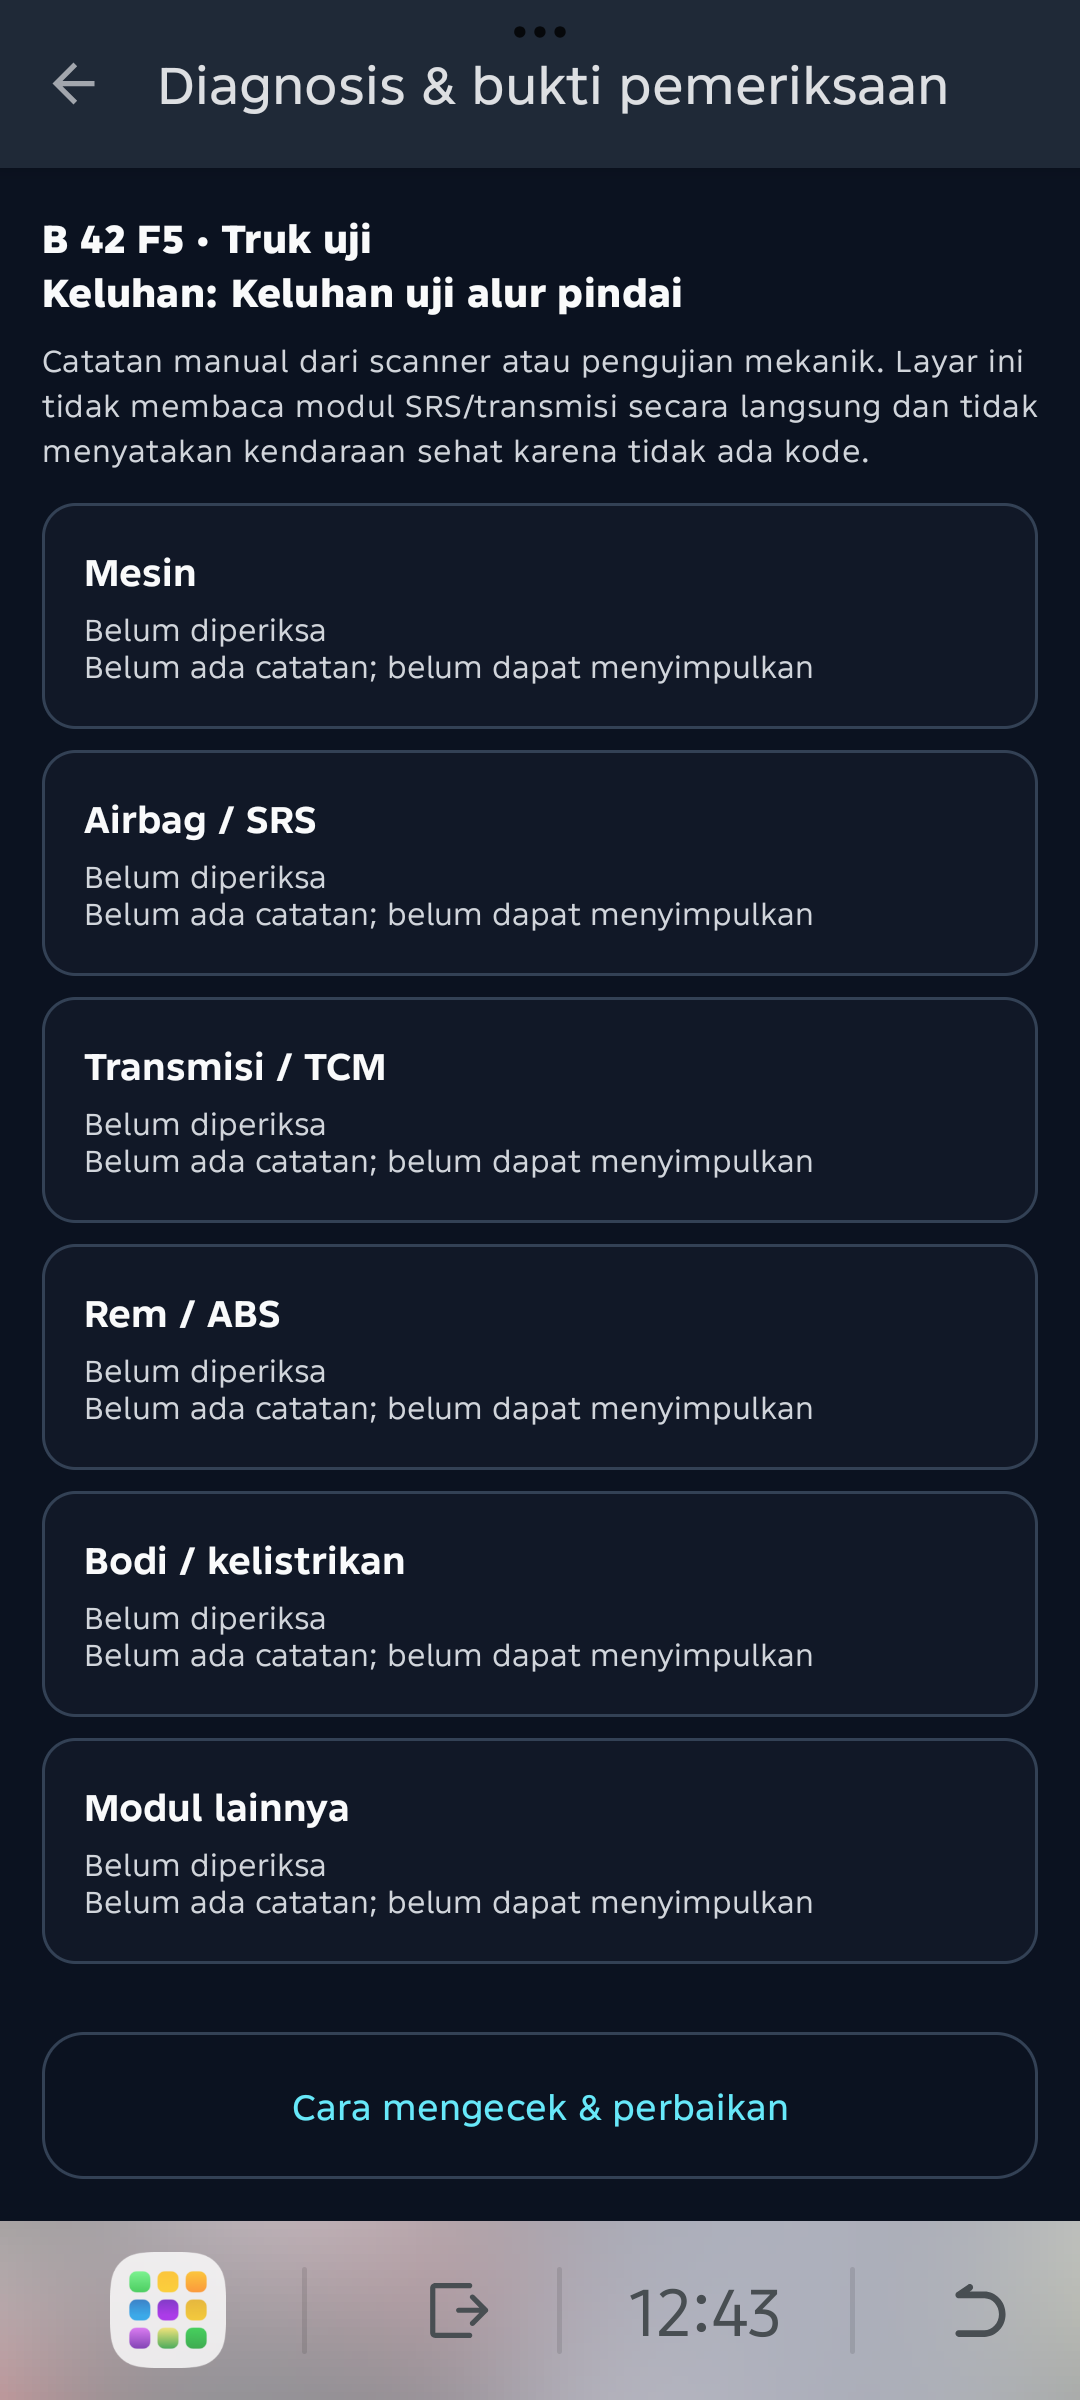 Diagnosis & bukti pemeriksaan
B 42 F5 • Truk uji
Keluhan: Keluhan uji alur pindai
Catatan manual dari scanner atau pengujian mekanik. Layar ini
tidak membaca modul SRS/transmisi secara langsung dan tidak
menyatakan kendaraan sehat karena tidak ada kode.
Mesin
Belum diperiksa
Belum ada catatan; belum dapat menyimpulkan
Airbag / SRS
Belum diperiksa
Belum ada catatan; belum dapat menyimpulkan
Transmisi / TCM
Belum diperiksa
Belum ada catatan; belum dapat menyimpulkan
Rem / ABS
Belum diperiksa
Belum ada catatan; belum dapat menyimpulkan
Bodi / kelistrikan
Belum diperiksa
Belum ada catatan; belum dapat menyimpulkan
Modul lainnya
Belum diperiksa
Belum ada catatan; belum dapat menyimpulkan
Cara mengecek & perbaikan
12:43